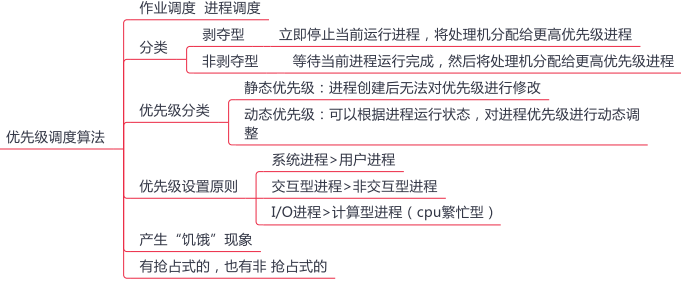 作业调度 进程调度
剥夺型 立即停止当前运行进程，将处理机分配给更高优先级进程
分类
非剥夺型 等待当前进程运行完成，然后将处理机分配给更高优先级进程
静态优先级：进程创建后无法对优先级进行修改
优先级分类
动态优先级：可以根据进程运行状态，对进程优先级进行动态调
整
优先级调度算法
系统进程>用户进程
优先级设置原则 交互型进程>非交互型进程
I/O进程>计算型进程（cpu繁忙型）
产生“饥饿”现象
有抢占式的，也有非 抢占式的